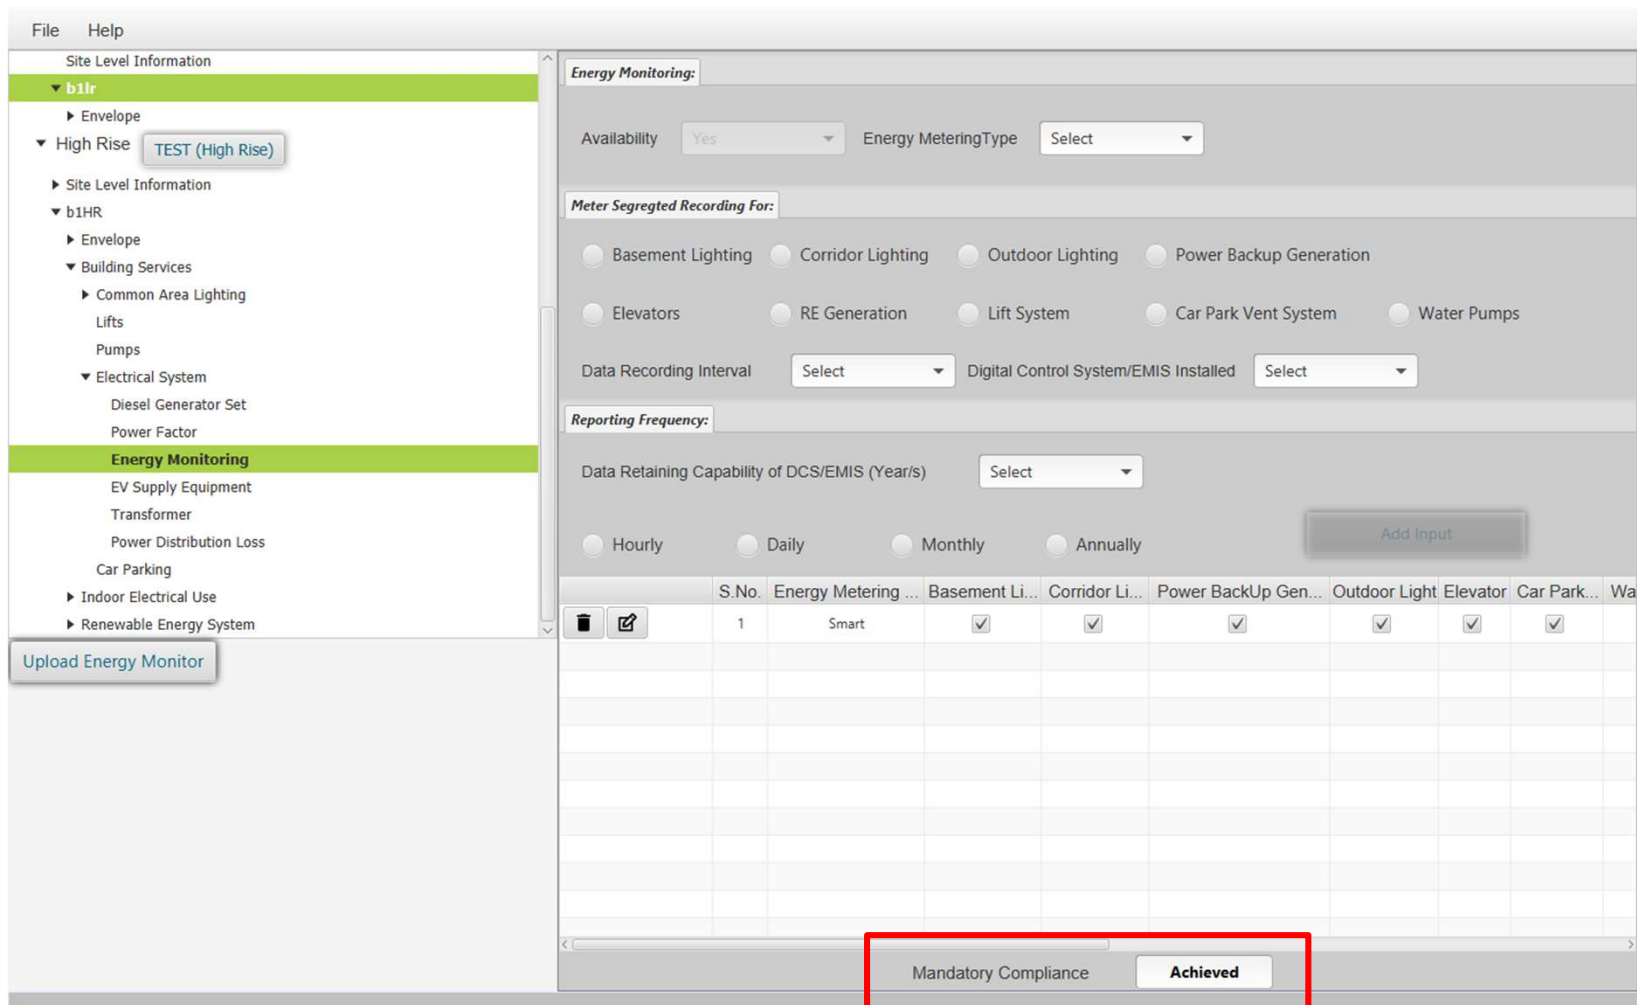 File Help
Site Level Information
b1lr
Envelope
High Rise TEST (High Rise)
Site Level Information
b1HR
Envelope
Building Services
Common Area Lighting
Lifts
Pumps
Electrical System
Diesel Generator Set
Power Factor
Energy Monitoring
EV Supply Equipment
Transformer
Power Distribution Loss
Car Parking
Indoor Electrical Use
Renewable Energy System
Upload Energy Monitor
Energy Monitoring:
Availability Yes Energy MeteringType Select
Meter Segregted Recording For:
Basement Lighting Corridor Lighting Outdoor Lighting Power Backup Generation
Elevators RE Generation Lift System Car Park Vent System Water Pumps
Data Recording Interval Select Digital Control System/EMIS Installed Select
Reporting Frequency:
Data Retaining Capability of DCS/EMIS (Year/s) Select
Hourly Daily Monthly Annually Add Input
S.No. Energy Metering ... Basement Li... Corridor Li... Power BackUp Gen... Outdoor Light Elevator Car Park... Wa
1 Smart
Mandatory Compliance Achieved